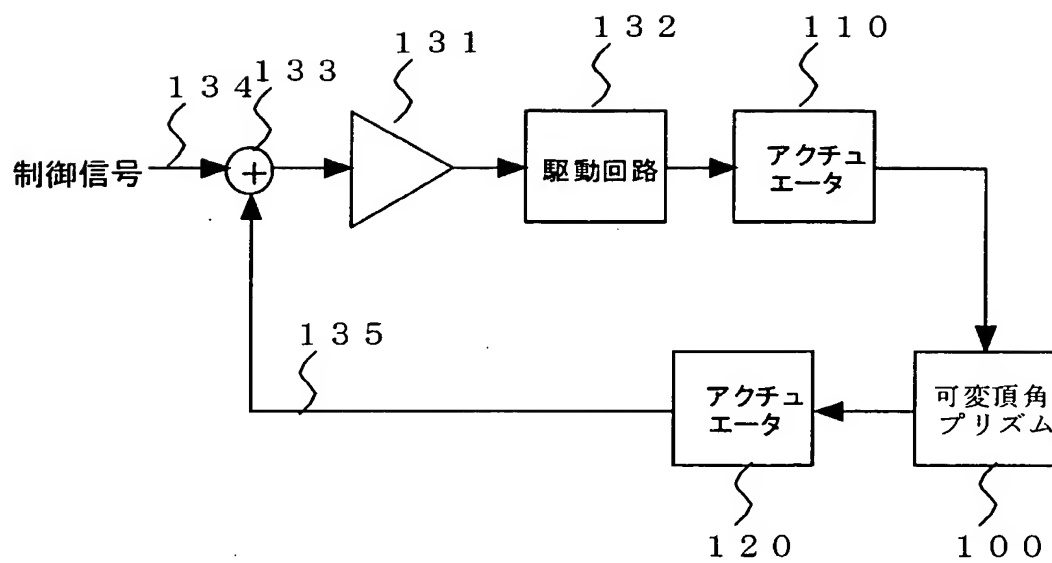 131
132
110
134
133
制御信号
+
駆動回路
アクチュ
エータ
135
アクチュ
エータ
可変頂角
プリズム
120
100